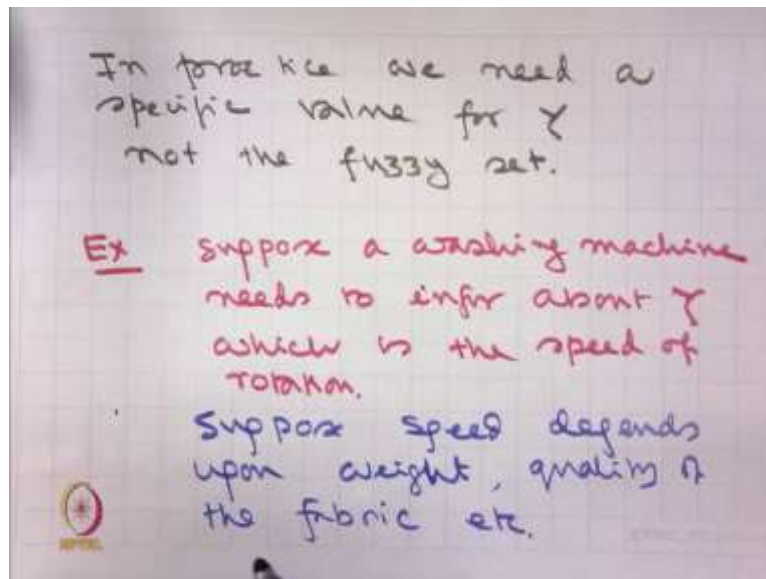 In practice we need a
specific value for Y
not the fuzzy set.
Ex suppose a washing machine
needs to infer about Y
which is the speed of
rotation.
Suppose speed depends
upon weight, quality of
the fabric etc.
NPTEL